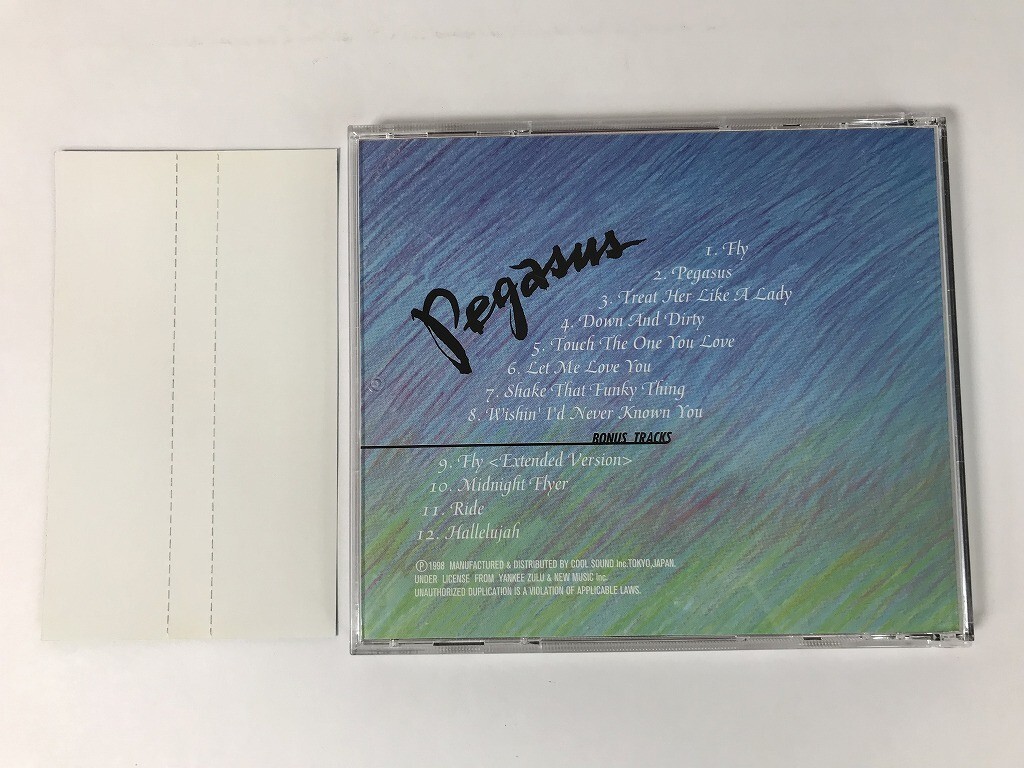 Pegasus
1. Fly
2. Pegasus
3. Treat Her Like A Lady
4. Down And Dirty
5. Touch The One You Love
6. Let Me Love You
7. Shake That Funky Thing
8. Wishin' I'd Never Known You
BONUS TRACKS
9. Fly <Extended Version>
10. Midnight Flyer
11. Ride
12. Hallelujah
Ⓟ1998 MANUFACTURED & DISTRIBUTED BY COOL SOUND Inc.TOKYO,JAPAN.
UNDER LICENSE FROM YANKEE ZULU & NEW MUSIC Inc.
UNAUTHORIZED DUPLICATION IS A VIOLATION OF APPLICABLE LAWS.